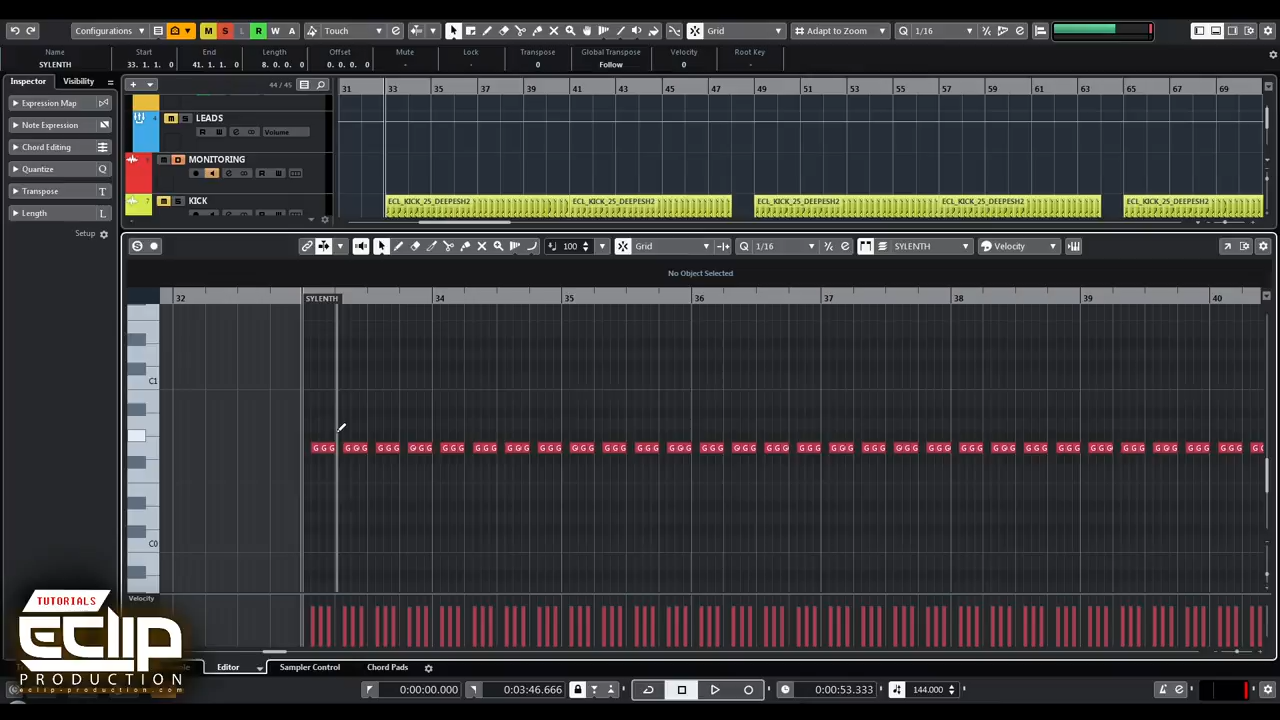 Configurations M S L R W A Touch Grid Adapt to Zoom Q 1/16
Name Start End Length Offset Mute Lock Transpose Global Transpose Velocity Root Key
SYLENTH 33. 1. 1. 0 41. 1. 1. 0 8. 0. 0. 0 0. 0. 0. 0 - - 0 Follow 0 -
Inspector Visibility
44 / 45
31 33 35 37 39 41 43 45 47 49 51 53 55 57 59 61 63 65 67 69
Expression Map
Note Expression
Chord Editing
Quantize Q
Transpose T
Length L
Setup
M S LEADS
R W Volume
MONITORING
R W
M S KICK
ECL_KICK_25_DEEPESH2 ECL_KICK_25_DEEPESH2 ECL_KICK_25_DEEPESH2 ECL_KICK_25_DEEPESH2 ECL_KICK_25_DEEPESH2
S 100 Grid Q 1/16 SYLENTH Velocity
No Object Selected
32 SYLENTH 34 35 36 37 38 39 40
C1
G G G G G G G G G G G G G G G G G G G G G G G G G G G G G G G G G G G G G G G G G G G G G G G G G G G G G G G G G G G G G G G G G G G G G G G G G G G G G G G G G G G G G G G G
C0
Velocity
TUTORIALS
ECLIP
PRODUCTION
eclip-production.com
Editor Sampler Control Chord Pads
0:00:00.000 0:03:46.666 0:00:53.333 144.000